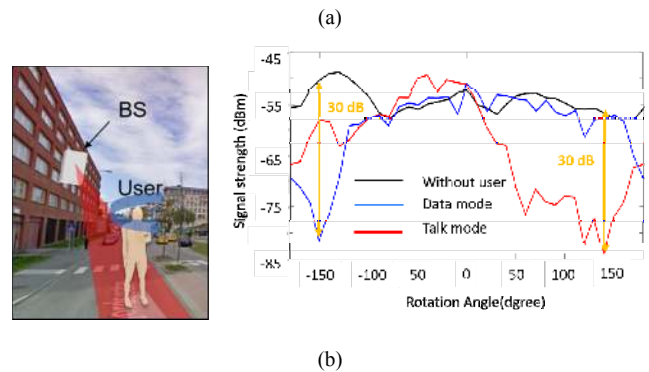 (a)
BS
User
Signal strength (dBm)
-45
-55
-65
-75
-85
30 dB
30 dB
Without user
Data mode
Talk mode
-150
-100
50
0
50
100
150
Rotation Angle(dgree)
(b)